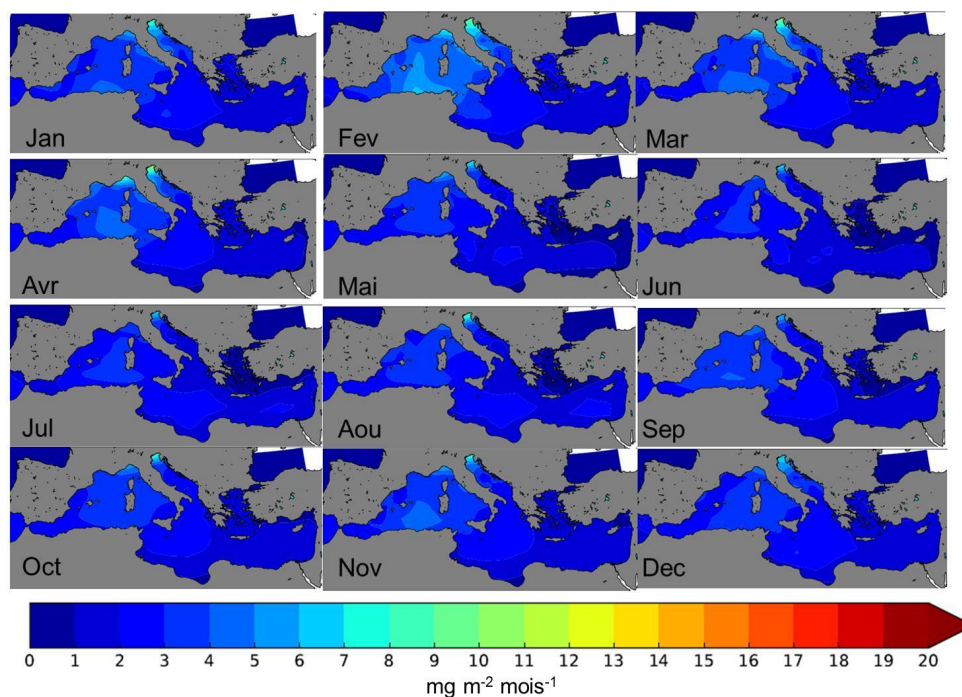 Jan Fev Mar
Avr Mai Jun
Jul Aou Sep
Oct Nov Dec
0 1 2 3 4 5 6 7 8 9 10 11 12 13 14 15 16 17 18 19 20
mg m⁻² mois⁻¹